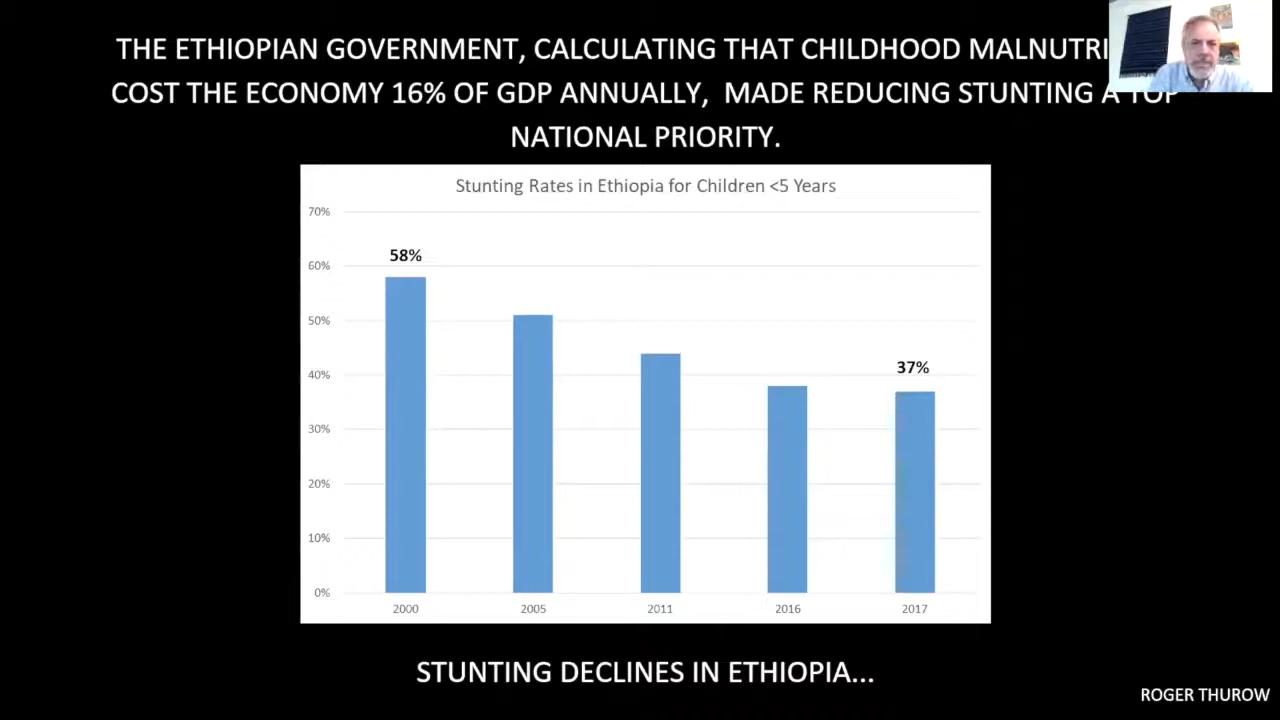 THE ETHIOPIAN GOVERNMENT, CALCULATING THAT CHILDHOOD
COST THE ECONOMY 16% OF GDP ANNUALLY, MADE REDUCING STUNTING A TOP
NATIONAL PRIORITY.
Stunting Rates in Ethiopia for Children <5 Years
70%
60%
50%
40%
30%
20%
10%
0%
58%
37%
2000 2005 2011 2016 2017
STUNTING DECLINES IN ETHIOPIA...
ROGER THUROW